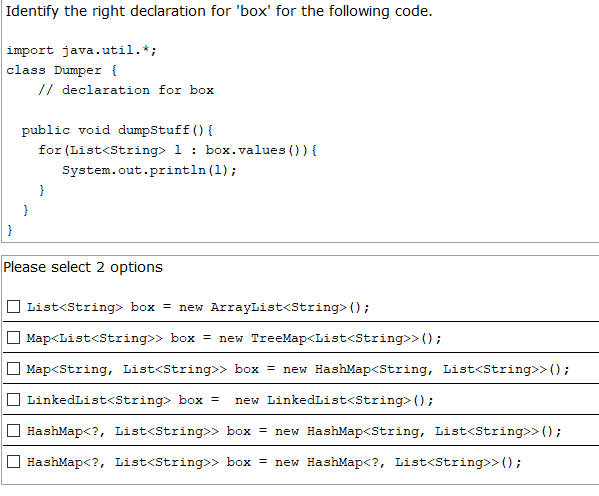 Identify the right declaration for 'box' for the following code.
import java.util.*;
class Dumper {
// declaration for box
public void dumpStuff(){
for(List<String> l : box.values()){
System.out.println(l);
}
}
}
Please select 2 options
List<String> box = new ArrayList<String>();
Map<List<String>> box = new TreeMap<List<String>>();
Map<String, List<String>> box = new HashMap<String, List<String>>();
LinkedList<String> box =  new LinkedList<String>();
HashMap<?, List<String>> box = new HashMap<String, List<String>>();
HashMap<?, List<String>> box = new HashMap<?, List<String>>();